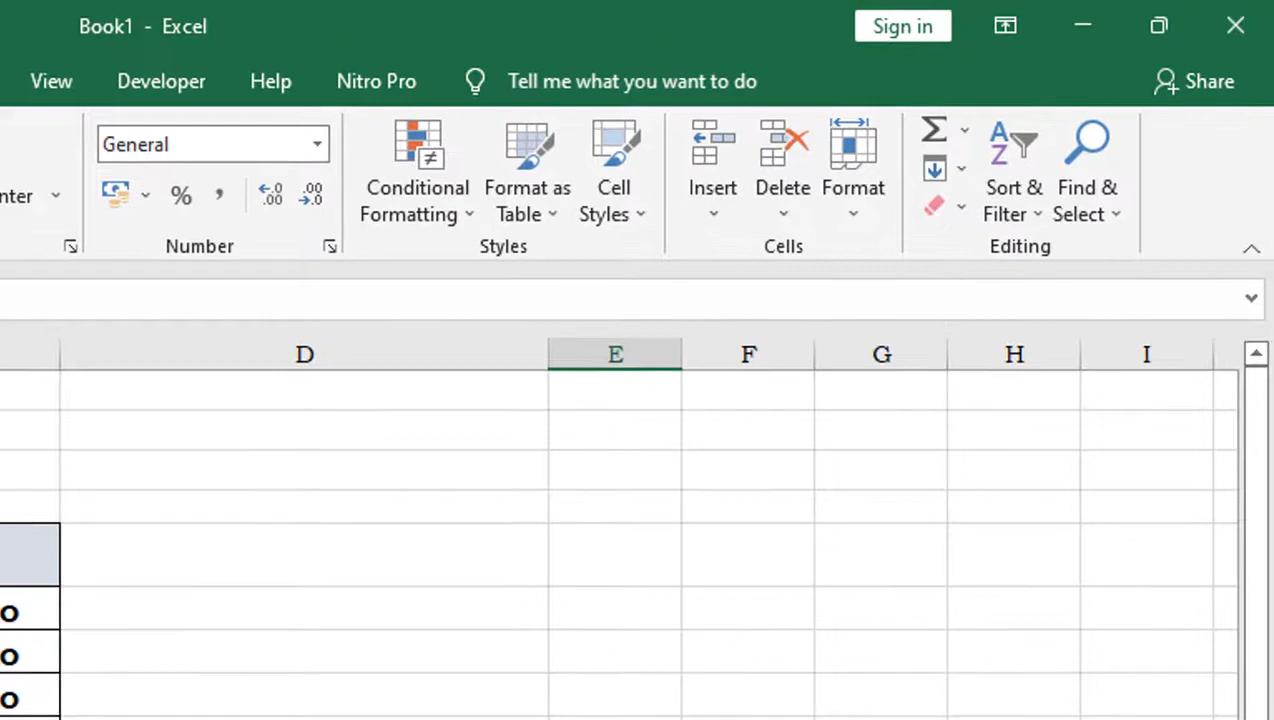 Book1 - Excel
Sign in
View Developer Help Nitro Pro Tell me what you want to do Share
General
nter
% , .00
Conditional Formatting
Format as Table
Cell Styles
Insert
Delete
Format
Sort & Filter
Find & Select
Number Styles Cells Editing
D E F G H I
o
o
o